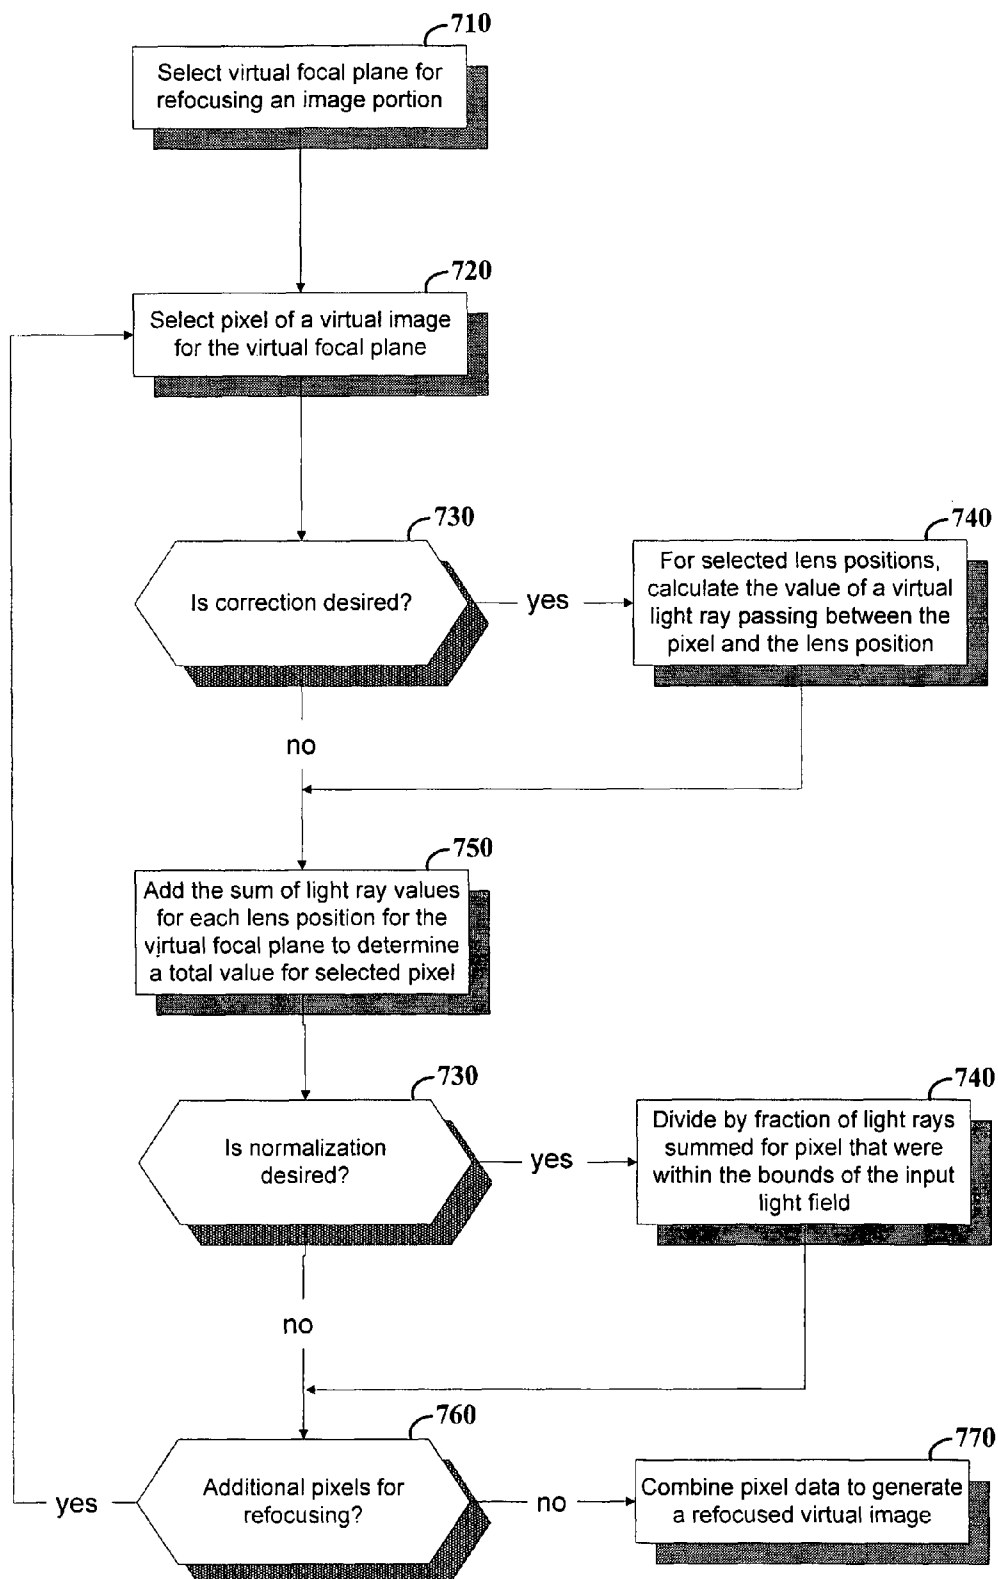 710
Select virtual focal plane for
refocusing an image portion
720
Select pixel of a virtual image
for the virtual focal plane
730
Is correction desired?
yes
740
For selected lens positions,
calculate the value of a virtual
light ray passing between the
pixel and the lens position
no
750
Add the sum of light ray values
for each lens position for the
virtual focal plane to determine
a total value for selected pixel
730
Is normalization
desired?
yes
740
Divide by fraction of light rays
summed for pixel that were
within the bounds of the input
light field
no
760
Additional pixels for
refocusing?
yes
no
770
Combine pixel data to generate
a refocused virtual image